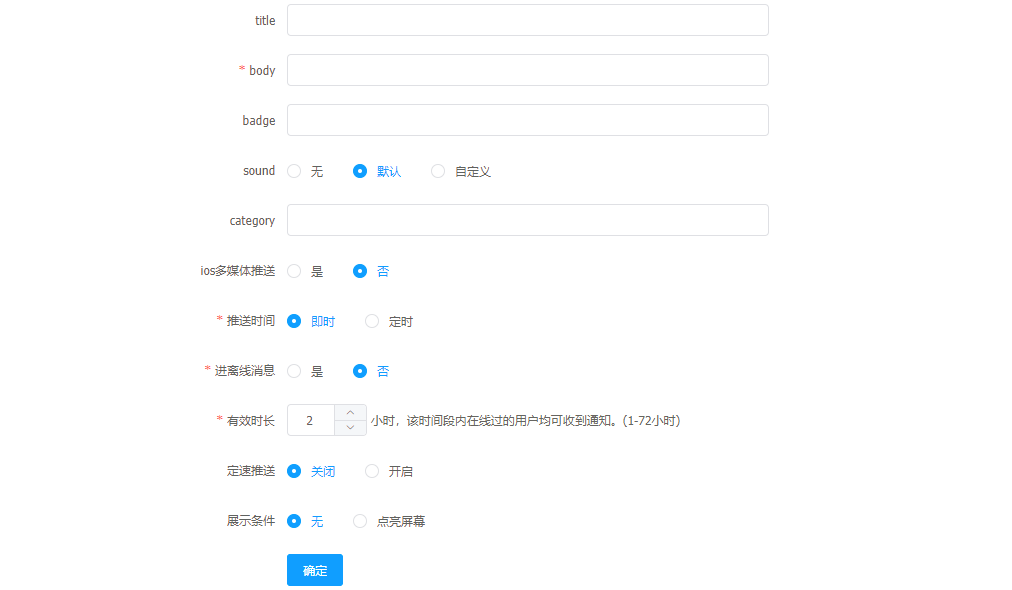 title
* body
badge
sound 无 默认 自定义
category
ios多媒体推送 是 否
* 推送时间 即时 定时
* 进离线消息 是 否
* 有效时长 2 小时，该时间段内在线过的用户均可收到通知。(1-72小时)
定速推送 关闭 开启
展示条件 无 点亮屏幕
确定